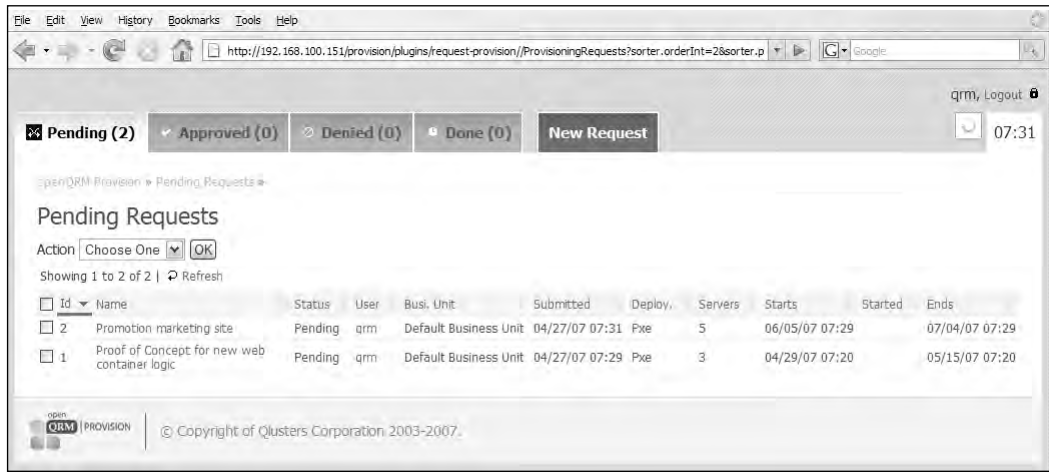 File Edit View History Bookmarks Tools Help
http://192.168.100.151/provision/plugins/request-provision//ProvisioningRequests?sorter.orderInt=2&sorter.p G Google
qrm, Logout
Pending (2) Approved (0) Denied (0) Done (0) New Request 07:31
openQRM Provision » Pending Requests »
Pending Requests
Action Choose One OK
Showing 1 to 2 of 2 | Refresh
Id Name Status User Busi. Unit Submitted Deploy. Servers Starts Started Ends
2 Promotion marketing site Pending qrm Default Business Unit 04/27/07 07:31 Pxe 5 06/05/07 07:29 07/04/07 07:29
1 Proof of Concept for new web container logic Pending qrm Default Business Unit 04/27/07 07:29 Pxe 3 04/29/07 07:20 05/15/07 07:20
open
QRM | PROVISION
© Copyright of Qlusters Corporation 2003-2007.